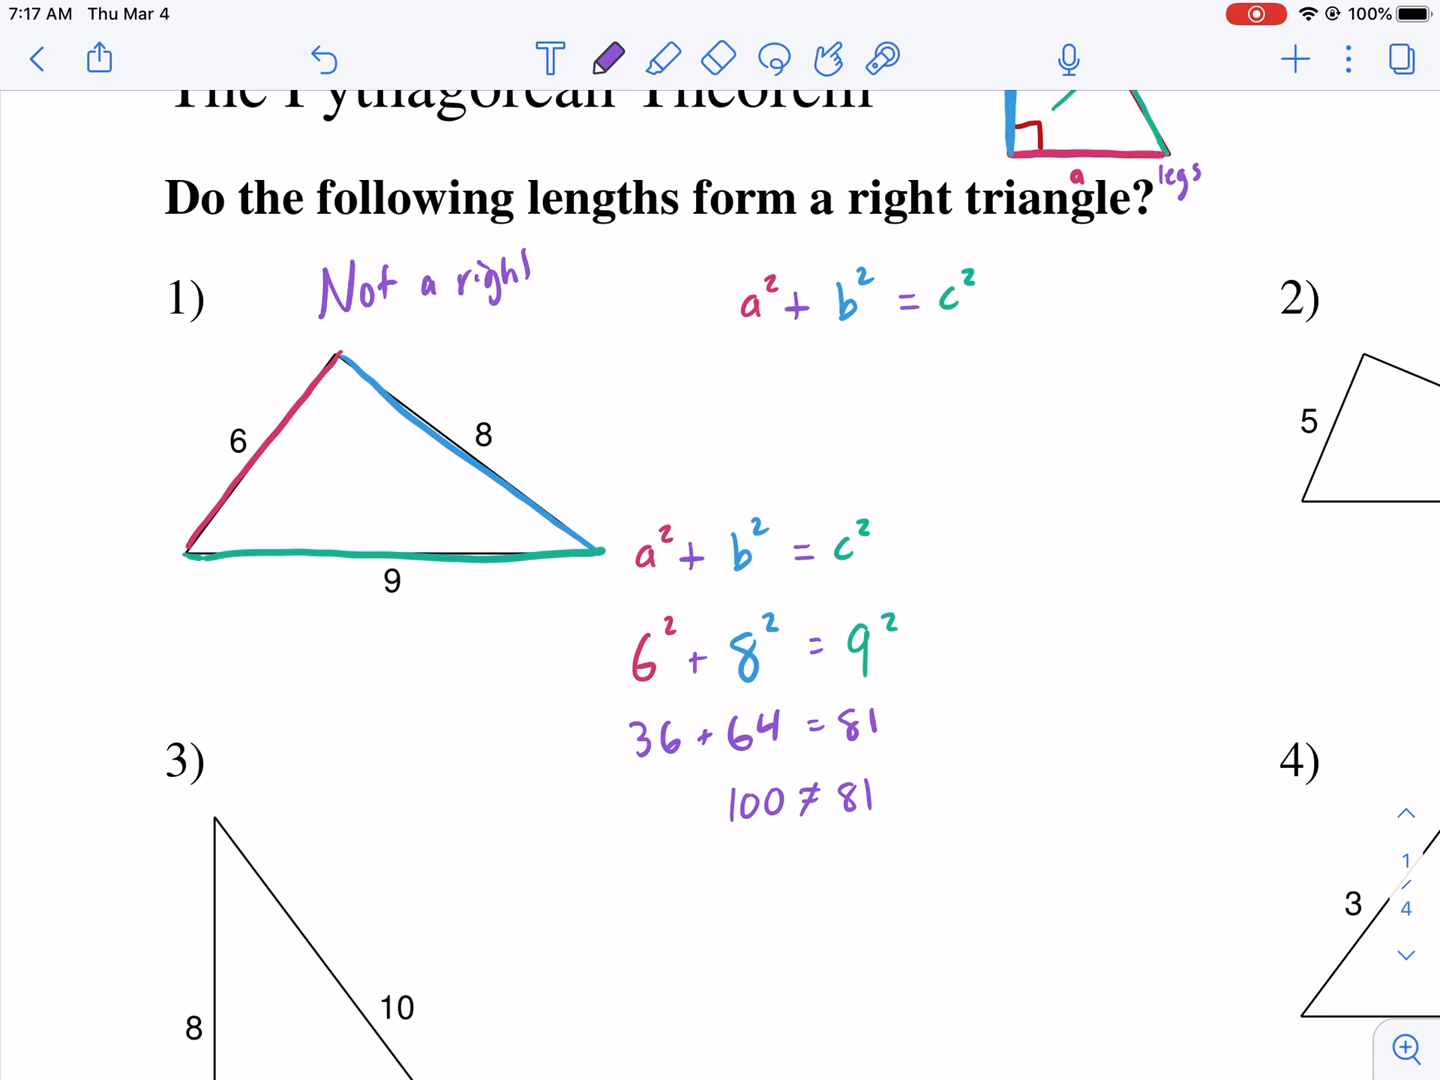 7:17 AM Thu Mar 4 100%
The Pythagorean Theorem
a
legs
Do the following lengths form a right triangle?
1) Not a right a² + b² = c²
2)
6
8
9
5
a² + b² = c²
6² + 8² = 9²
36 + 64 = 81
100 ≠ 81
3)
4)
8
10
3
1
/
4